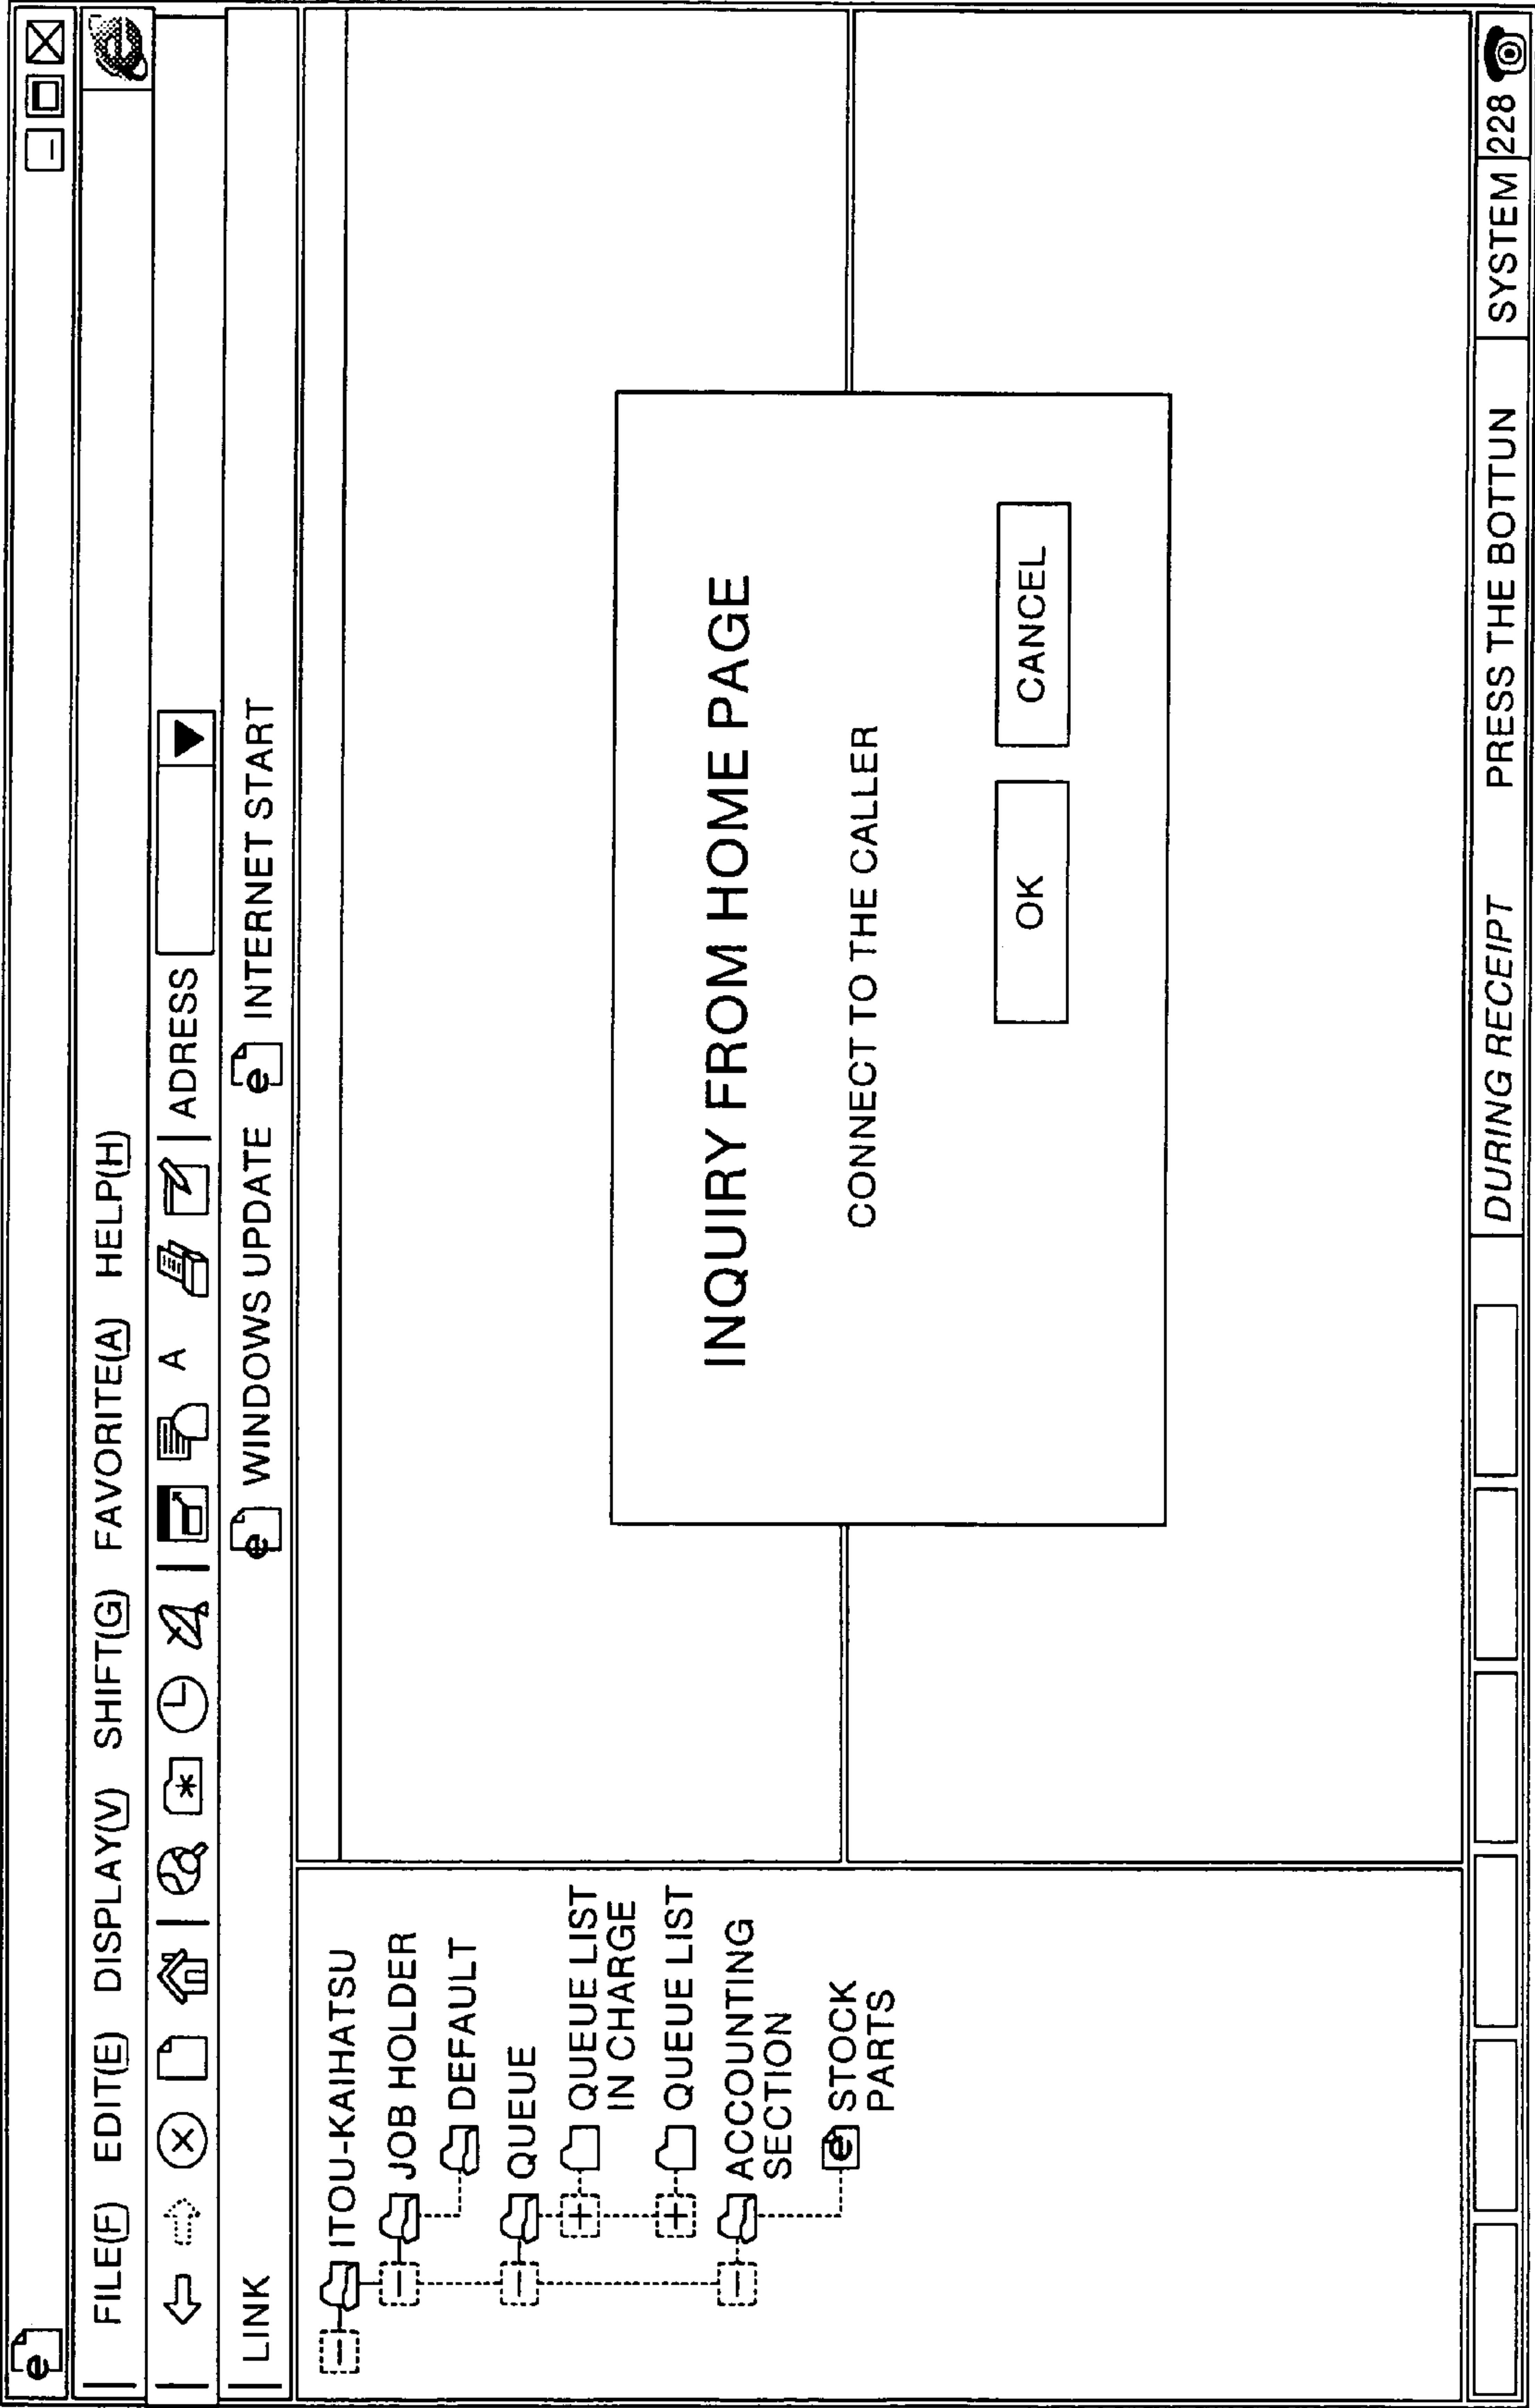 FILE(F) EDIT(E) DISPLAY(V) SHIFT(G) FAVORITE(A) HELP(H)
A ADRESS
LINK WINDOWS UPDATE INTERNET START
ITOU-KAIHATSU
JOB HOLDER
DEFAULT
QUEUE
QUEUE LIST
IN CHARGE
QUEUE LIST
ACCOUNTING
SECTION
STOCK
PARTS
INQUIRY FROM HOME PAGE
CONNECT TO THE CALLER
OK CANCEL
DURING RECEIPT PRESS THE BOTTUN SYSTEM 228